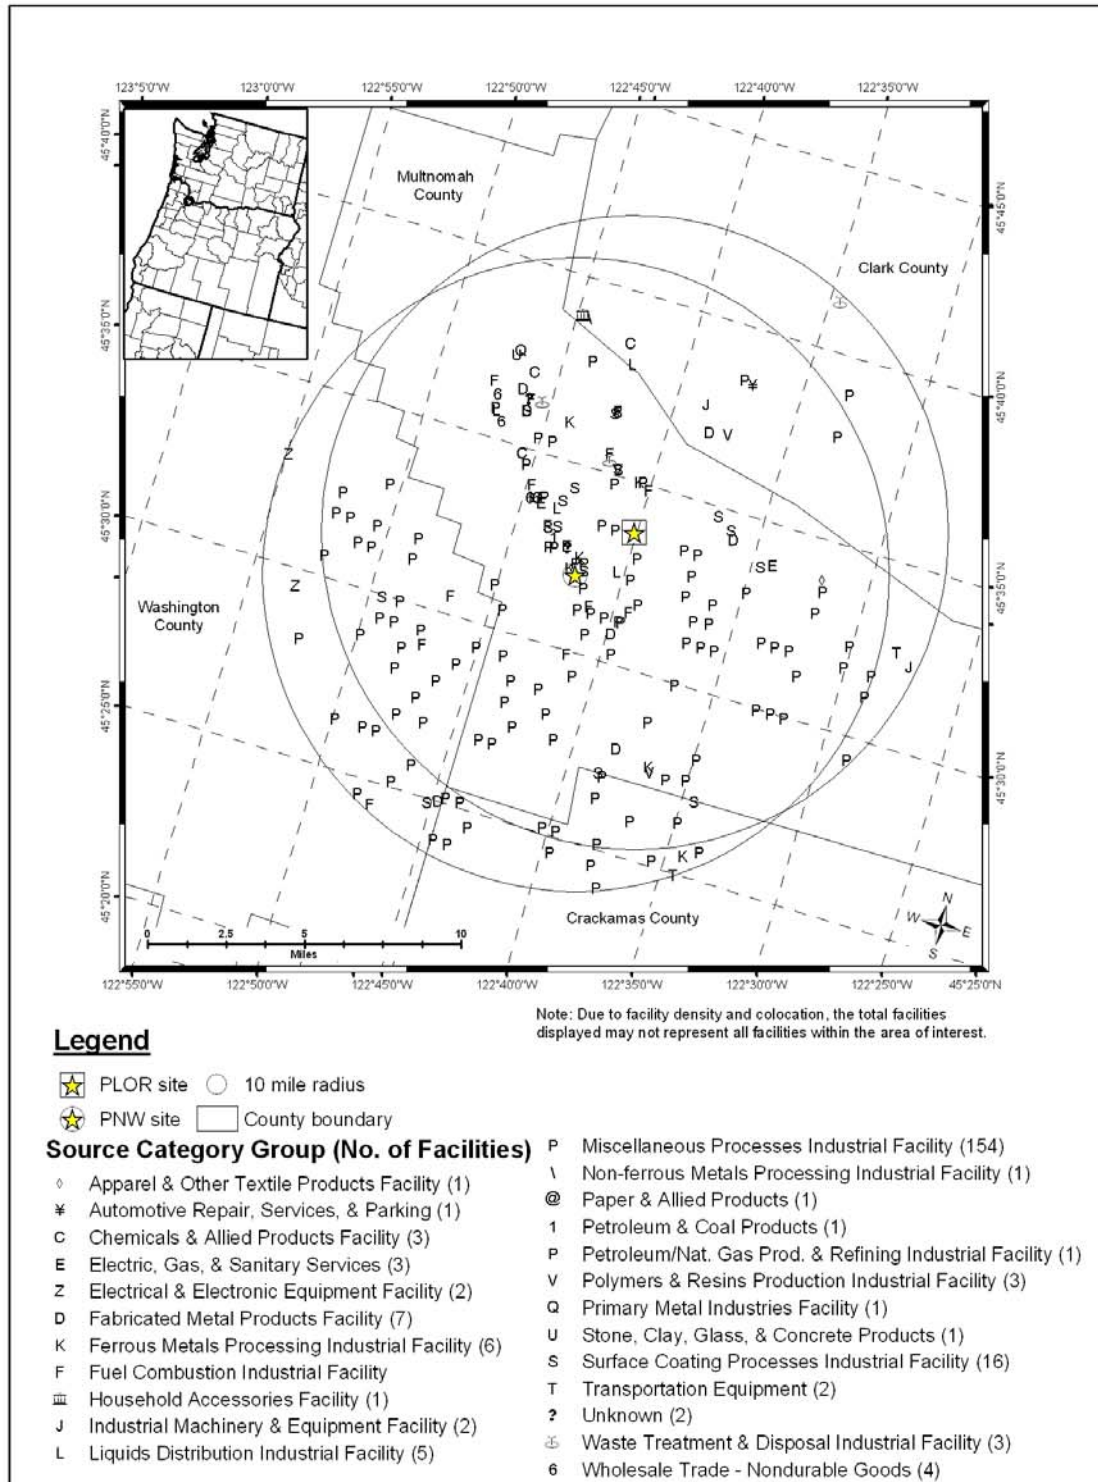 123°5'0"W 123°0'0"W 122°55'0"W 122°50'0"W 122°45'0"W 122°40'0"W 122°35'0"W
45°40'0"N
45°35'0"N
45°30'0"N
45°25'0"N
45°20'0"N
Multnomah
County
Clark County
Washington
County
Crackamas County
45°45'0"N
45°40'0"N
45°35'0"N
45°30'0"N
0 2.5 5 10
Miles
N
W E
S
122°55'0"W 122°50'0"W 122°45'0"W 122°40'0"W 122°35'0"W 122°30'0"W 122°25'0"W 45°25'0"N
Note: Due to facility density and colocation, the total facilities
displayed may not represent all facilities within the area of interest.
Legend
PLOR site 10 mile radius
PNW site County boundary
Source Category Group (No. of Facilities)
◊ Apparel & Other Textile Products Facility (1)
¥ Automotive Repair, Services, & Parking (1)
C Chemicals & Allied Products Facility (3)
E Electric, Gas, & Sanitary Services (3)
Z Electrical & Electronic Equipment Facility (2)
D Fabricated Metal Products Facility (7)
K Ferrous Metals Processing Industrial Facility (6)
F Fuel Combustion Industrial Facility
Household Accessories Facility (1)
J Industrial Machinery & Equipment Facility (2)
L Liquids Distribution Industrial Facility (5)
P Miscellaneous Processes Industrial Facility (154)
\ Non-ferrous Metals Processing Industrial Facility (1)
@ Paper & Allied Products (1)
1 Petroleum & Coal Products (1)
P Petroleum/Nat. Gas Prod. & Refining Industrial Facility (1)
V Polymers & Resins Production Industrial Facility (3)
Q Primary Metal Industries Facility (1)
U Stone, Clay, Glass, & Concrete Products (1)
S Surface Coating Processes Industrial Facility (16)
T Transportation Equipment (2)
? Unknown (2)
Waste Treatment & Disposal Industrial Facility (3)
6 Wholesale Trade - Nondurable Goods (4)